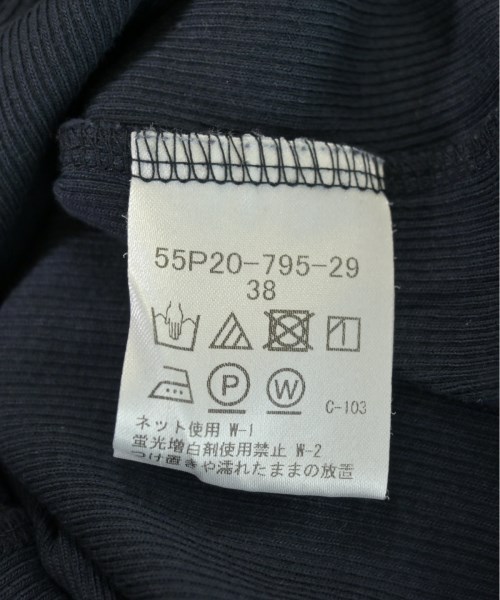 55P20-795-29
38
P W C-103
ネット使用 W-1
蛍光増白剤使用禁止 W-2
つけ置きや濡れたままの放置